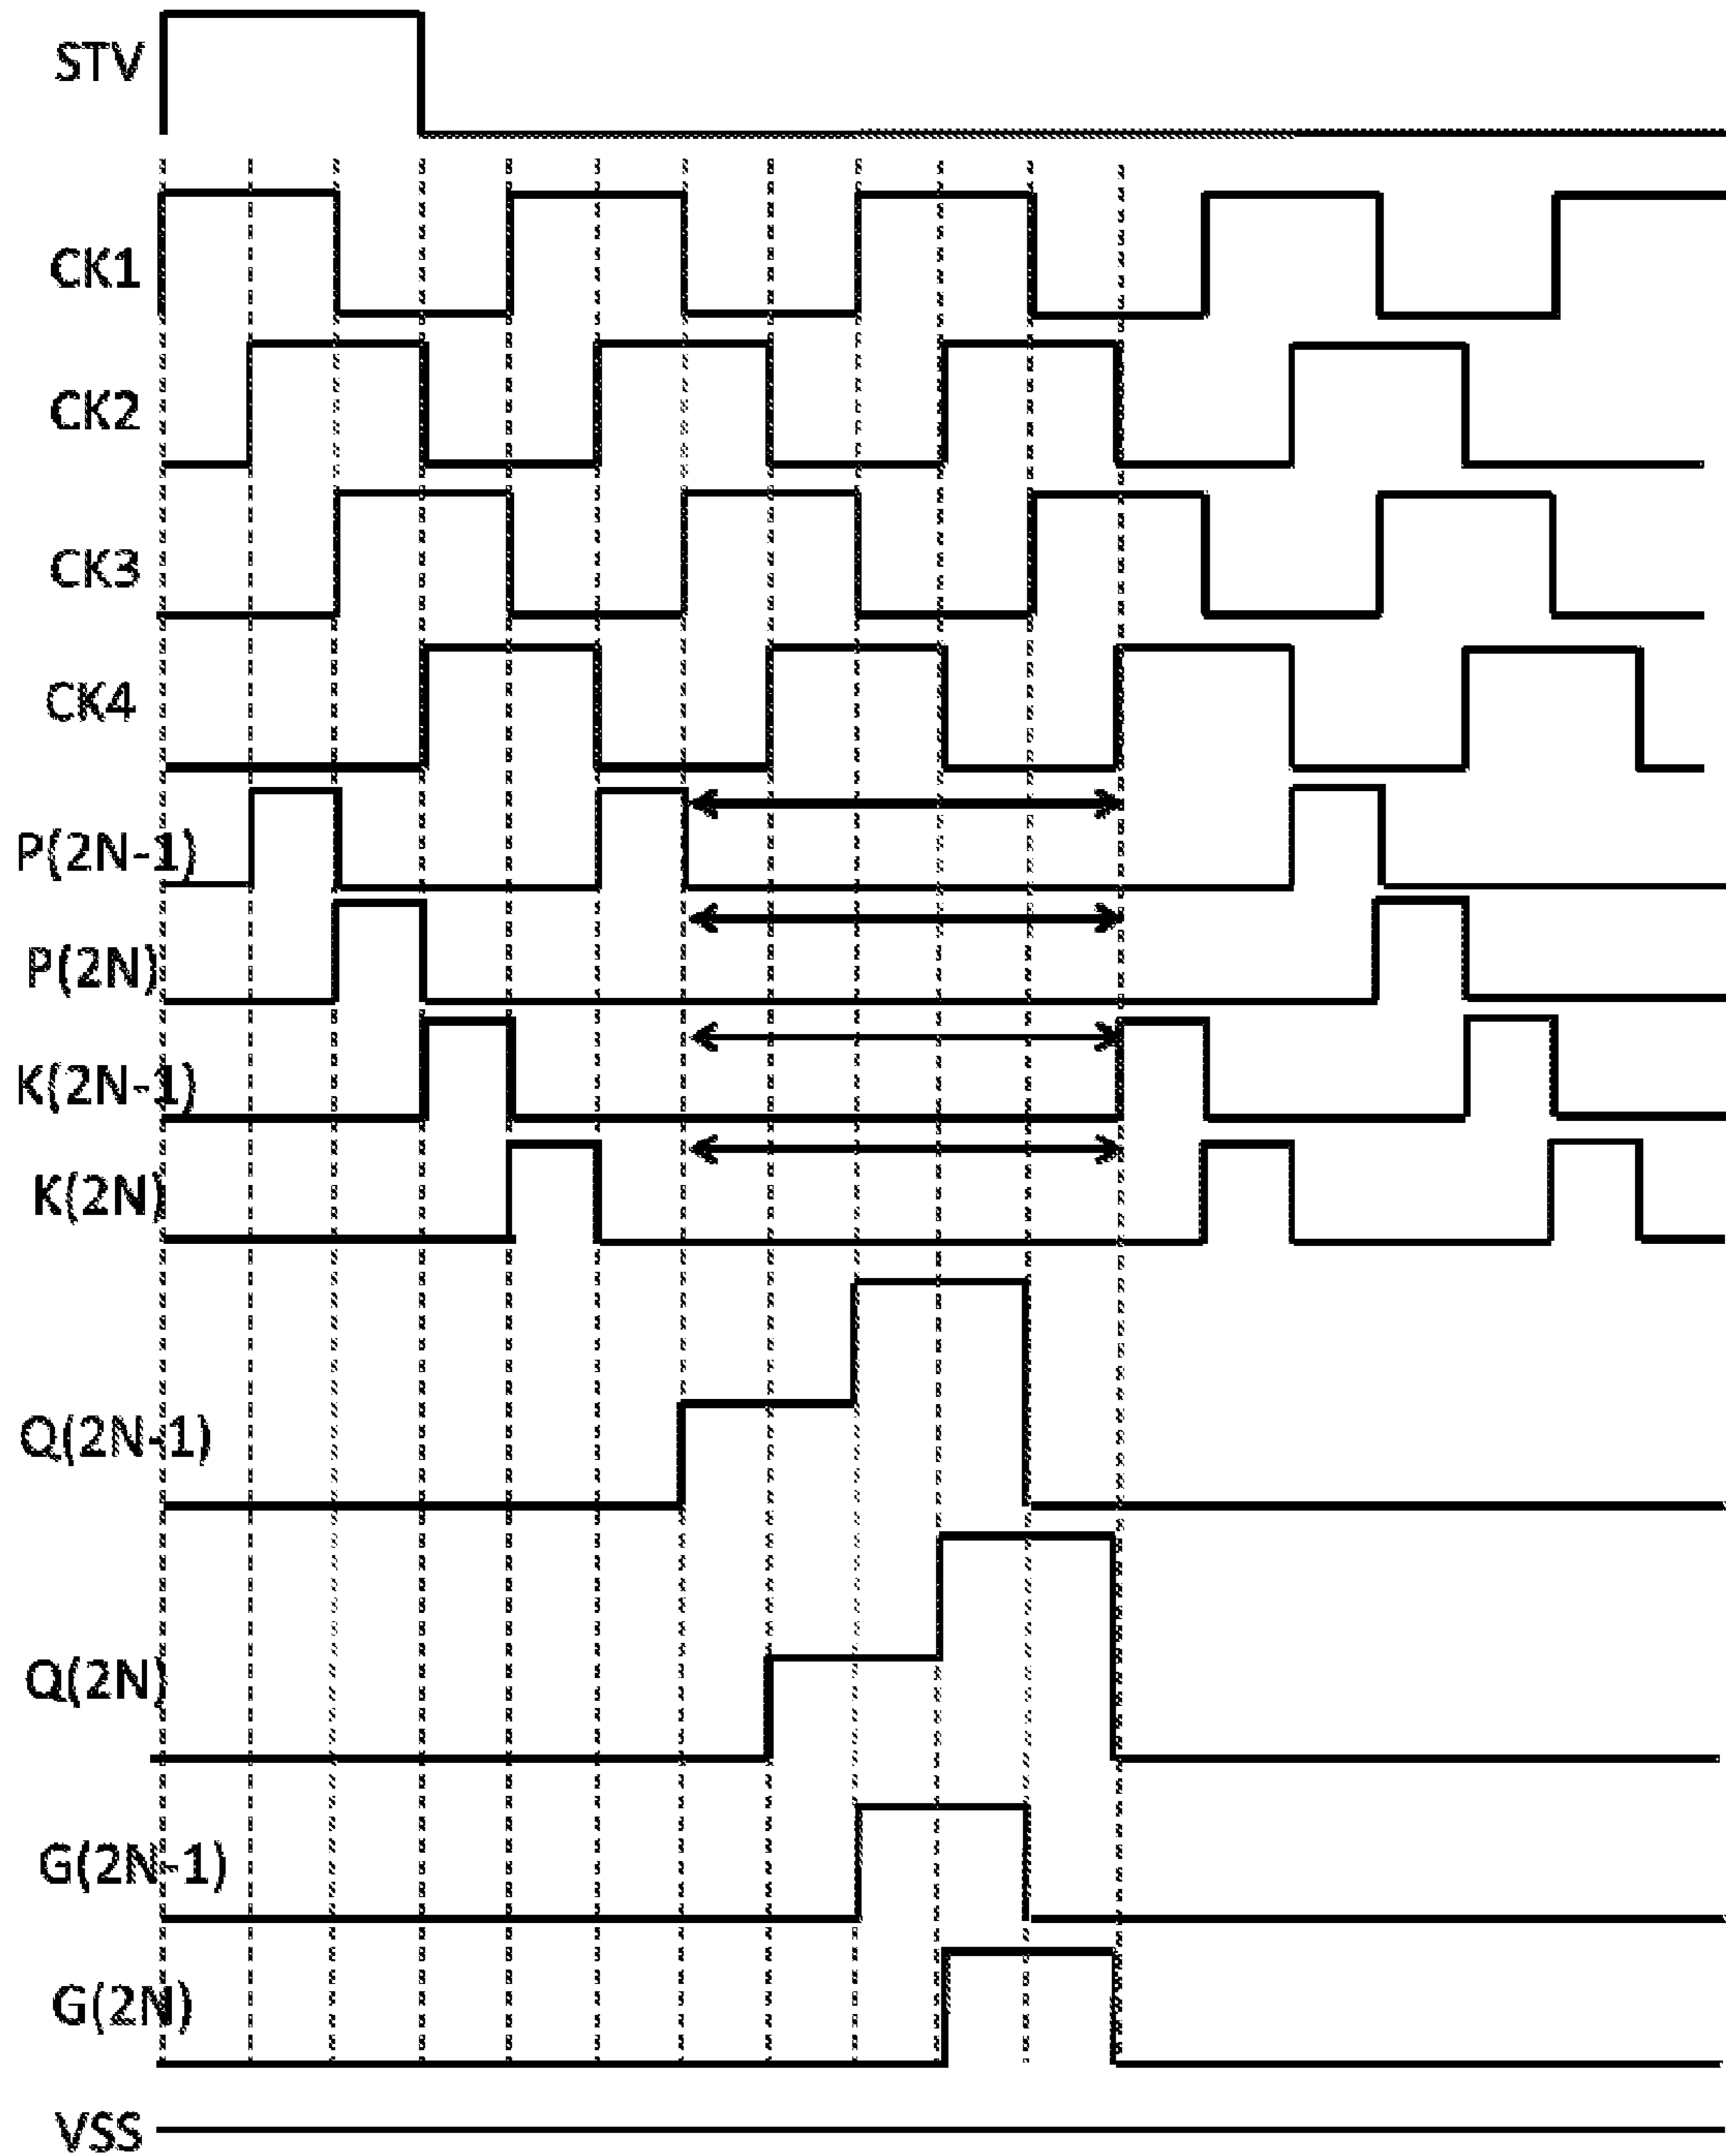 STV
CK1
CK2
CK3
CK4
P(2N-1)
P(2N)
K(2N-1)
K(2N)
Q(2N-1)
Q(2N)
G(2N-1)
G(2N)
VSS